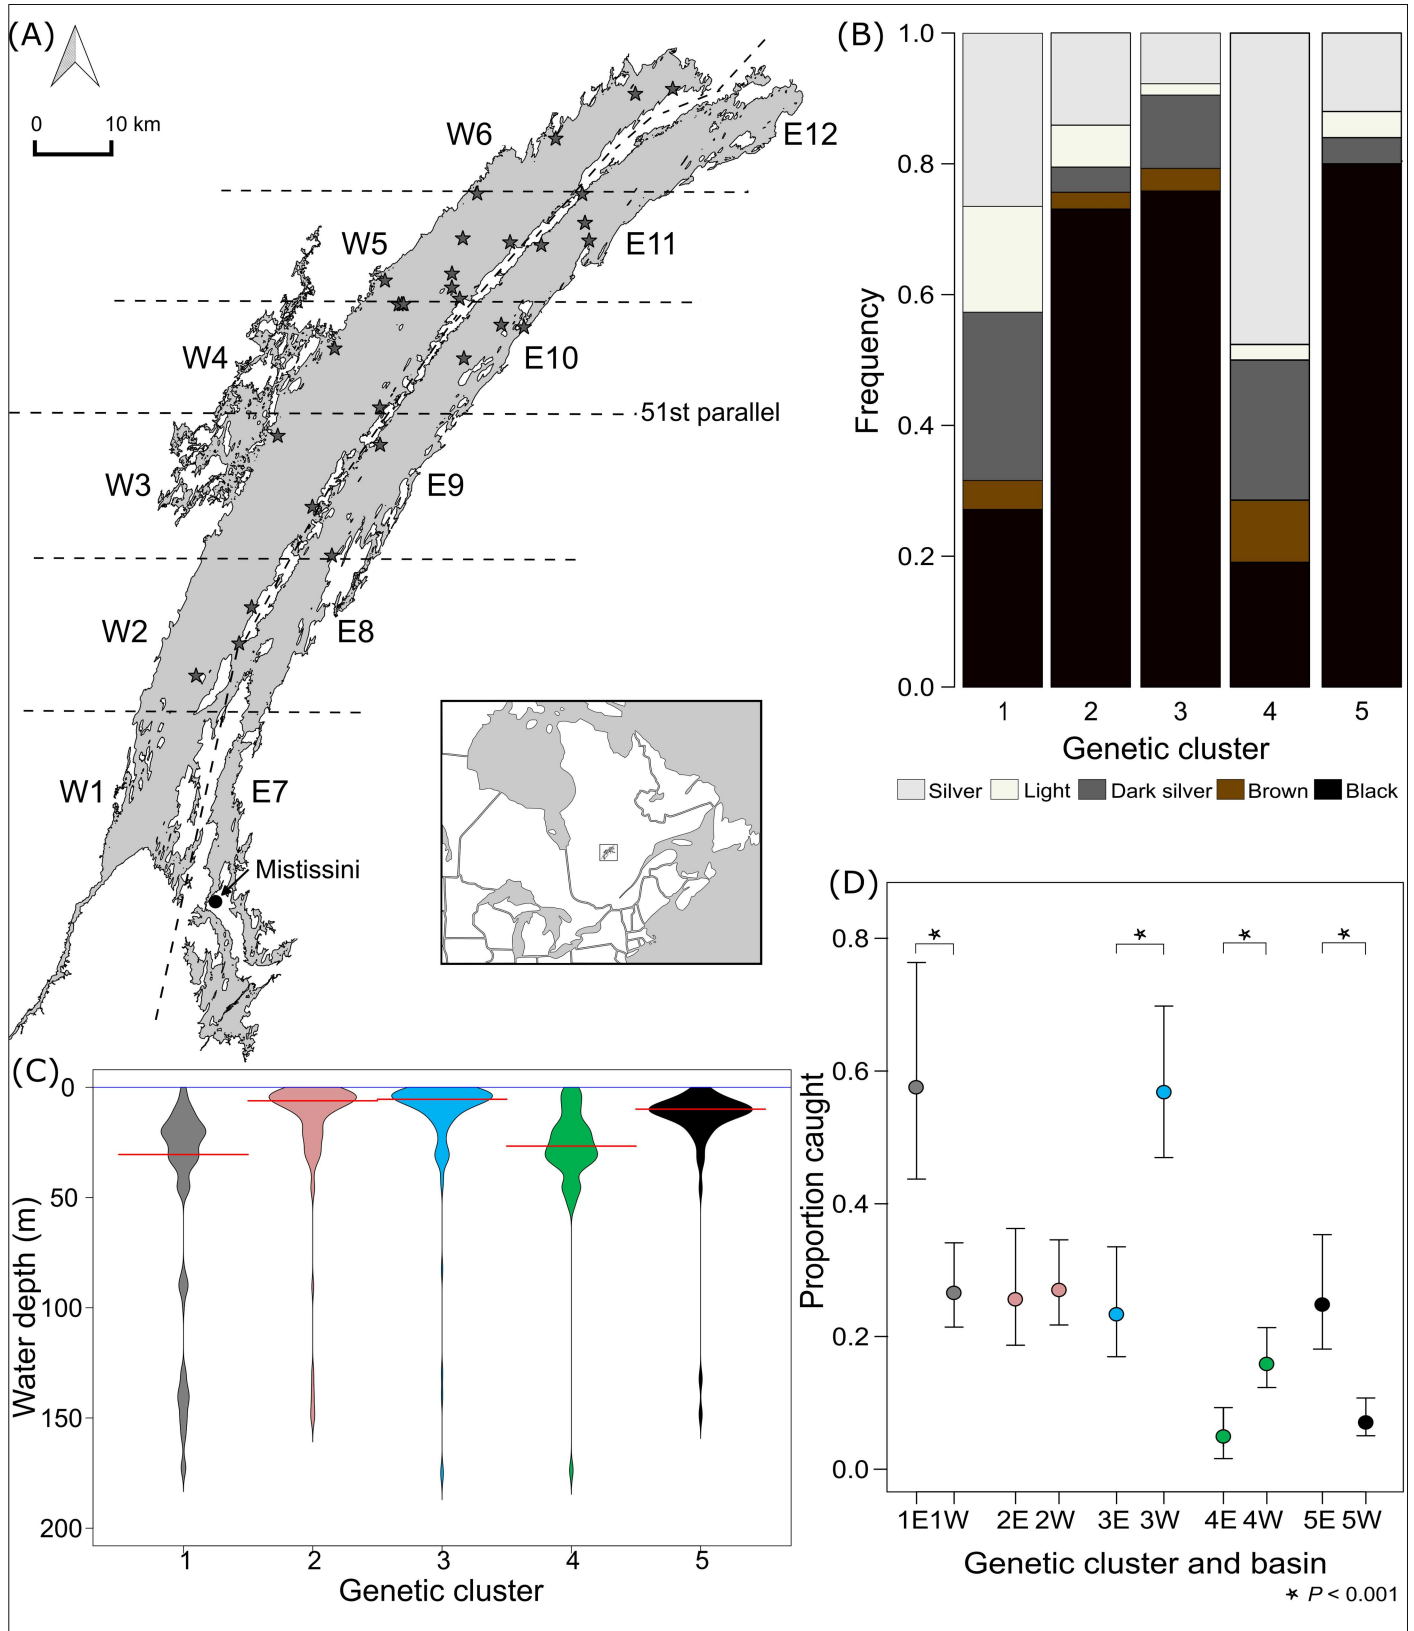 (A)
0 10 km
W6
E12
W5
E11
W4
E10
51st parallel
W3
E9
W2
E8
W1
E7
Mistissini
(B)
1.0
0.8
0.6
0.4
0.2
0.0
Frequency
1 2 3 4 5
Genetic cluster
Silver Light Dark silver Brown Black
(C)
0
50
100
150
200
Water depth (m)
1 2 3 4 5
Genetic cluster
(D)
0.8
0.6
0.4
0.2
0.0
Proportion caught
1E1W 2E 2W 3E 3W 4E 4W 5E 5W
Genetic cluster and basin
★ P < 0.001